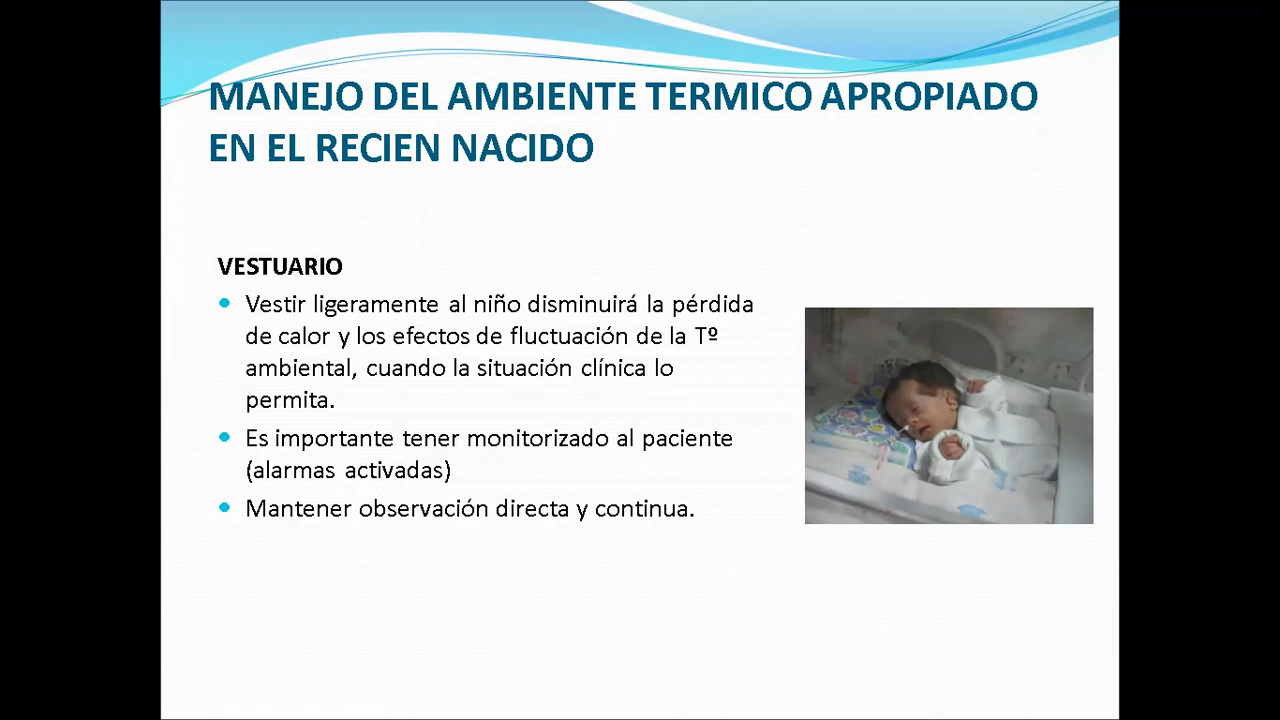 MANEJO DEL AMBIENTE TERMICO APROPIADO
EN EL RECIEN NACIDO
VESTUARIO
Vestir ligeramente al niño disminuirá la pérdida
de calor y los efectos de fluctuación de la Tº
ambiental, cuando la situación clínica lo
permita.
Es importante tener monitorizado al paciente
(alarmas activadas)
Mantener observación directa y continua.